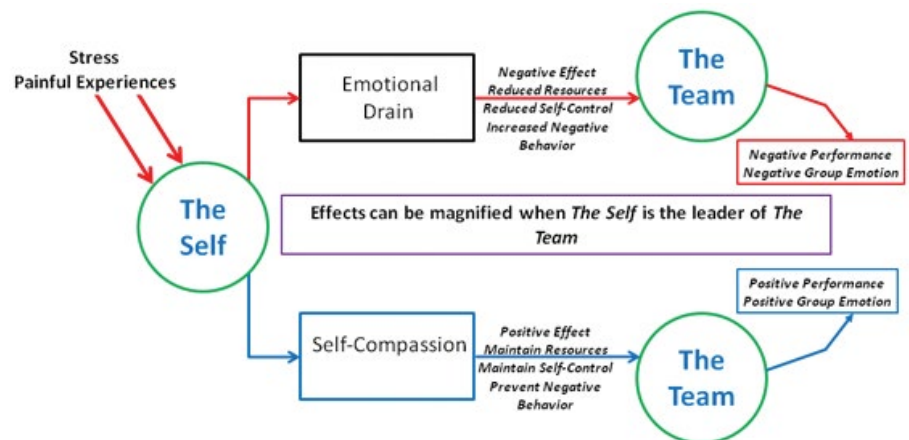 Stress
Painful Experiences
The
Self
Emotional
Drain
Negative Effect
Reduced Resources
Reduced Self-Control
Increased Negative
Behavior
The
Team
Negative Performance
Negative Group Emotion
Effects can be magnified when The Self is the leader of The
Team
Self-Compassion
Positive Effect
Maintain Resources
Maintain Self-Control
Prevent Negative
Behavior
The
Team
Positive Performance
Positive Group Emotion